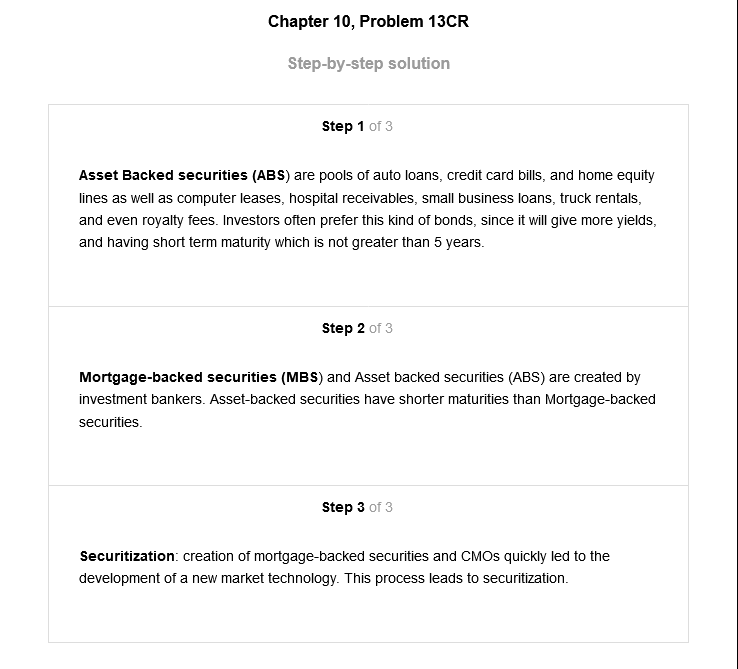 Chapter 10, Problem 13CR
Step-by-step solution
Step 1 of 3
Asset Backed securities (ABS) are pools of auto loans, credit card bills, and home equity
lines as well as computer leases, hospital receivables, small business loans, truck rentals,
and even royalty fees. Investors often prefer this kind of bonds, since it will give more yields,
and having short term maturity which is not greater than 5 years.
Step 2 of 3
Mortgage-backed securities (MBS) and Asset backed securities (ABS) are created by
investment bankers. Asset-backed securities have shorter maturities than Mortgage-backed
securities.
Step 3 of 3
Securitization: creation of mortgage-backed securities and CMOs quickly led to the
development of a new market technology. This process leads to securitization.